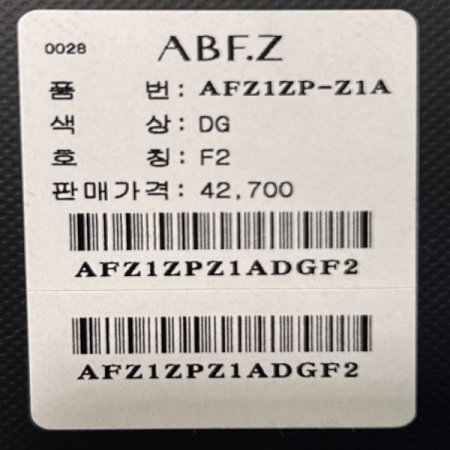 0028 ABF.Z
품 번: AFZ1ZP-Z1A
색 상: DG
호 칭: F2
판매가격: 42,700
AFZ1ZPZ1ADGF2
AFZ1ZPZ1ADGF2